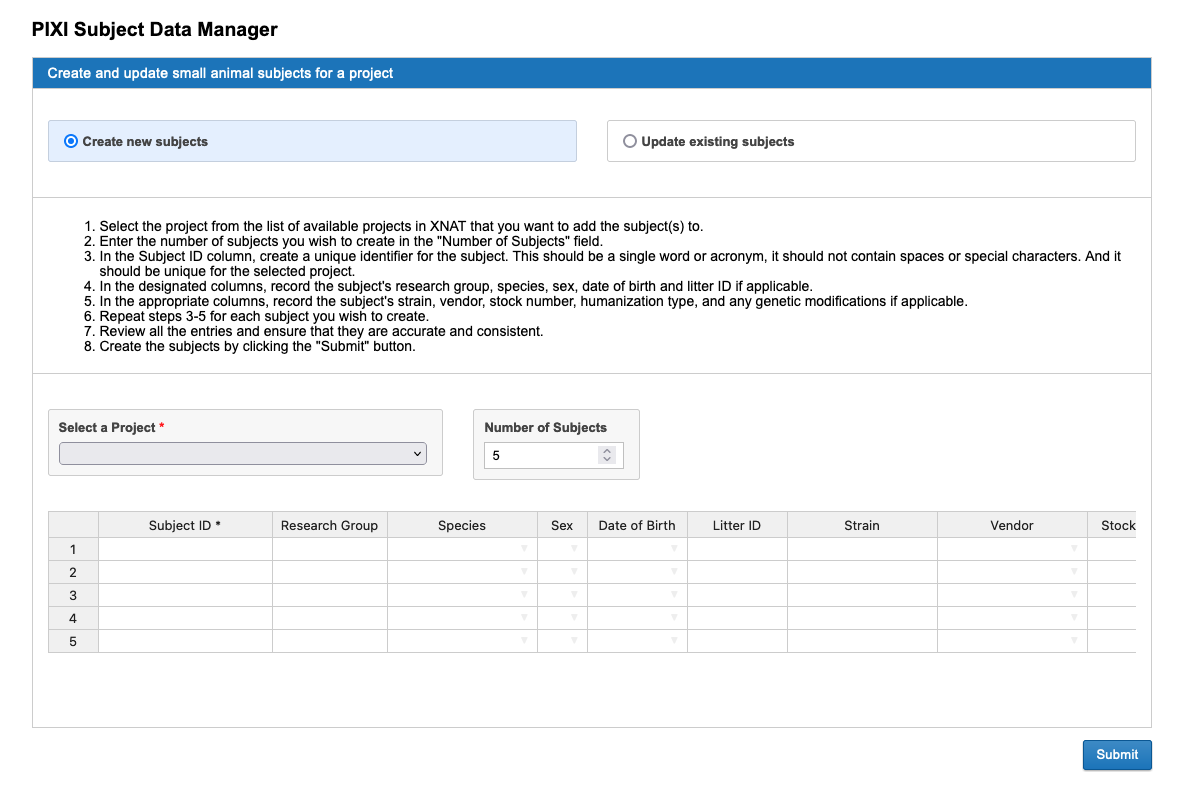 PIXI Subject Data Manager
Create and update small animal subjects for a project
Create new subjects
Update existing subjects
1. Select the project from the list of available projects in XNAT that you want to add the subject(s) to.
2. Enter the number of subjects you wish to create in the "Number of Subjects" field.
3. In the Subject ID column, create a unique identifier for the subject. This should be a single word or acronym, it should not contain spaces or special characters. And it
should be unique for the selected project.
4. In the designated columns, record the subject's research group, species, sex, date of birth and litter ID if applicable.
5. In the appropriate columns, record the subject's strain, vendor, stock number, humanization type, and any genetic modifications if applicable.
6. Repeat steps 3-5 for each subject you wish to create.
7. Review all the entries and ensure that they are accurate and consistent.
8. Create the subjects by clicking the "Submit" button.
Select a Project *
Number of Subjects
5
Subject ID * Research Group Species Sex Date of Birth Litter ID Strain Vendor Stock
1
2
3
4
5
Submit